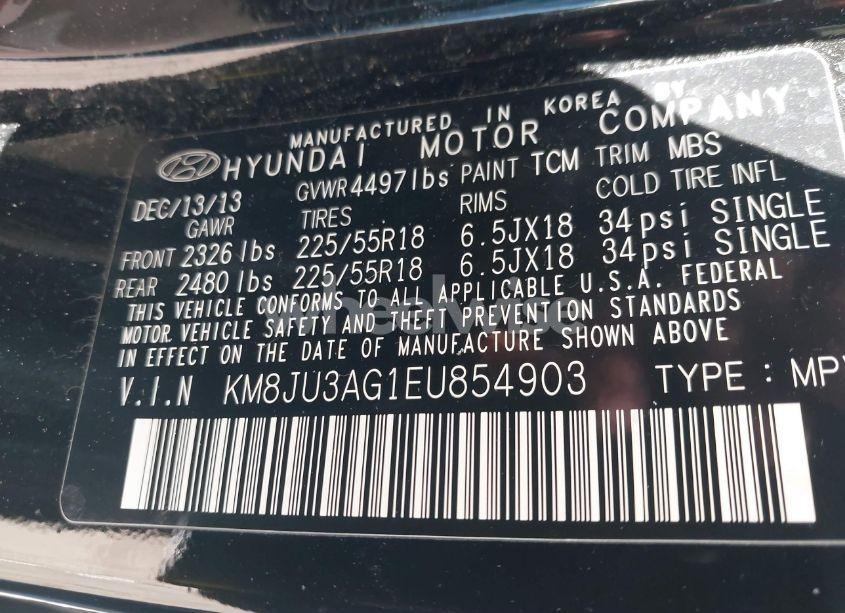 MANUFACTURED IN KOREA BY
HYUNDAI MOTOR COMPANY
DEC/13/13 GVWR 4497lbs PAINT TCM TRIM MBS
GAWR TIRES RIMS COLD TIRE INFL
FRONT 2326 lbs 225/55R18 6.5JX18 34psi SINGLE
REAR 2480 lbs 225/55R18 6.5JX18 34psi SINGLE
THIS VEHICLE CONFORMS TO ALL APPLICABLE U.S.A. FEDERAL
MOTOR VEHICLE SAFETY AND THEFT PREVENTION STANDARDS
IN EFFECT ON THE DATE OF MANUFACTURE SHOWN ABOVE
V.I.N KM8JU3AG1EU854903 TYPE : MPV